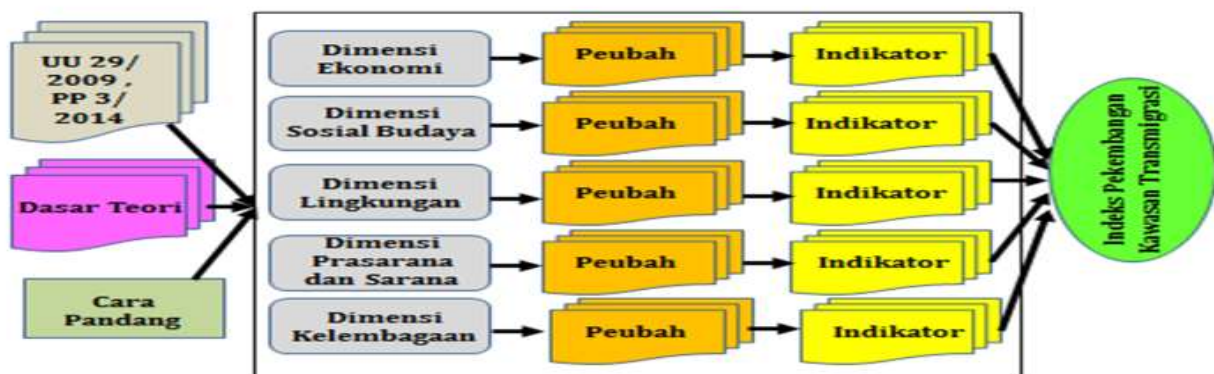 UU 29/
2009 ,
PP 3/
2014
Dasar Teori
Cara
Pandang
Dimensi
Ekonomi
Peubah
Indikator
Dimensi
Sosial Budaya
Peubah
Indikator
Dimensi
Lingkungan
Peubah
Indikator
Dimensi
Prasarana
dan Sarana
Peubah
Indikator
Dimensi
Kelembagaan
Peubah
Indikator
Indeks Pekembangan
Kawasan Transmigrasi